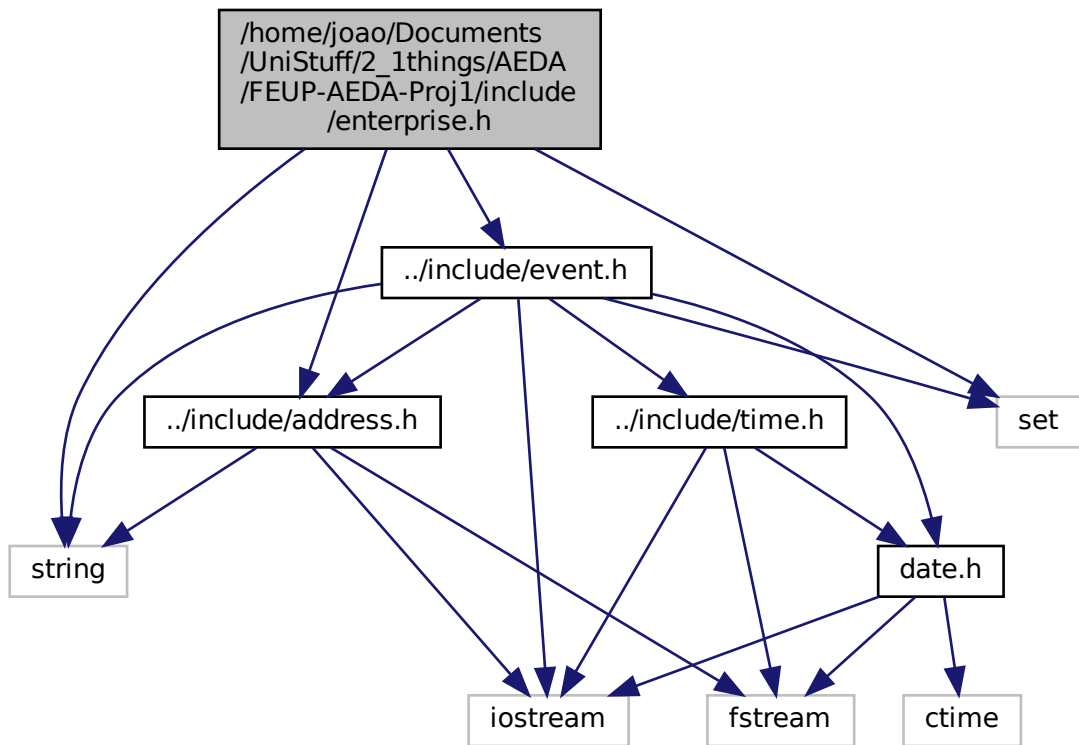 /home/joao/Documents
/UniStuff/2_1things/AEDA
/FEUP-AEDA-Proj1/include
/enterprise.h
../include/event.h
../include/address.h
../include/time.h
set
string
date.h
iostream
fstream
ctime